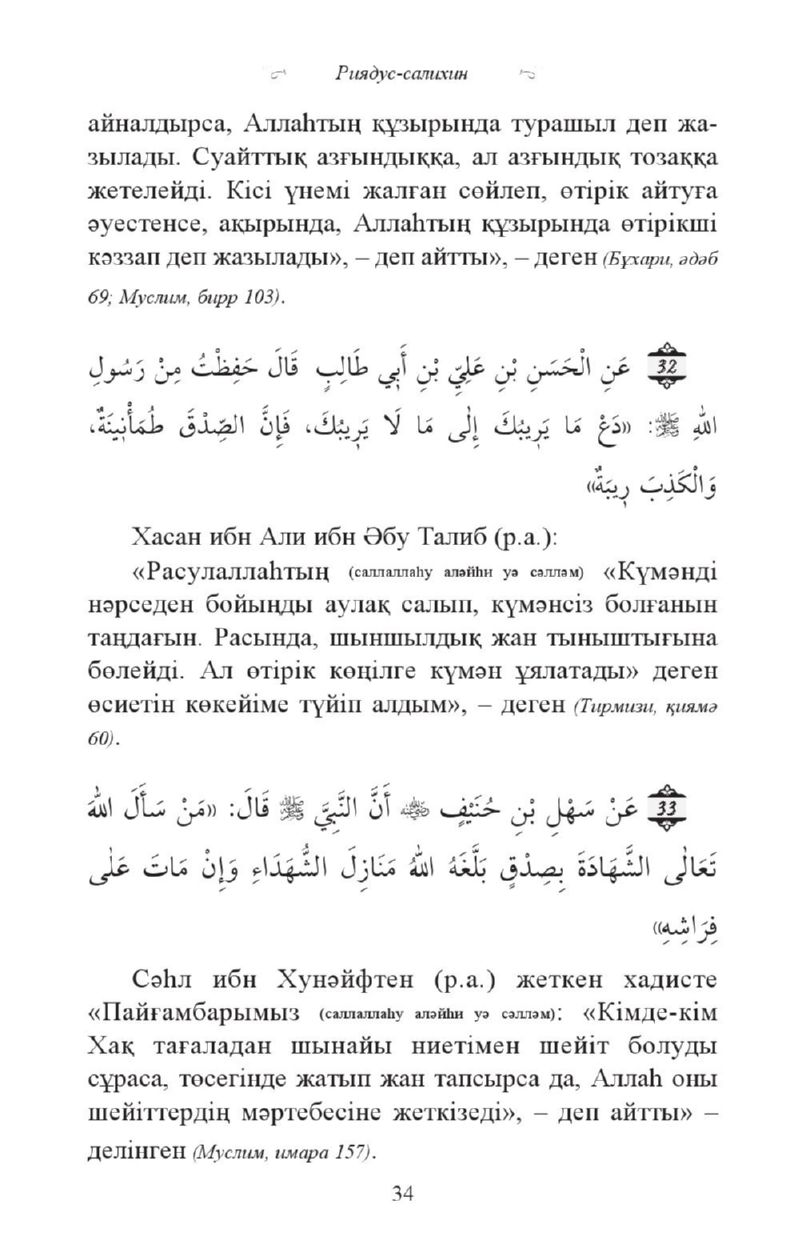 Риядус-салихин
айналдырса, Аллаһтың құзырында турашыл деп жа-
зылады. Суайттық азғындыққа, ал азғындық тозаққа
жетелейді. Кісі үнемі жалған сөйлеп, өтірік айтуға
әуестенсе, ақырында, Аллаһтың құзырында өтірікші
кәззап деп жазылады», – деп айтты», – деген (Бұхари, әдәб
69; Муслим, бирр 103).
32 عَنِ الْحَسَنِ بْنِ عَلِيِّ بْنِ أَبِي طَالِبٍ قَالَ حَفِظْتُ مِنْ رَسُولِ
اللهِ ﷺ: «دَعْ مَا يَرِيبُكَ إِلٰى مَا لَا يَرِيبُكَ، فَإِنَّ الصِّدْقَ طُمَأْنِينَةٌ،
وَالْكَذِبَ رِيبَةٌ»
Хасан ибн Али ибн Әбу Талиб (р.а.):
«Расулаллаһтың (саллаллаһу аләйһи уә сәлләм) «Күмәнді
нәрседен бойыңды аулақ салып, күмәнсіз болғанын
таңдағын. Расында, шыншылдық жан тыныштығына
бөлейді. Ал өтірік көңілге күмән ұялатады» деген
өсиетін көкейіме түйіп алдым», – деген (Тирмизи, қиямә
60).
33 عَنْ سَهْلِ بْنِ حُنَيْفٍ ﷺ أَنَّ النَّبِيَّ ﷺ قَالَ: «مَنْ سَأَلَ اللهَ
تَعَالٰى الشَّهَادَةَ بِصِدْقٍ بَلَّغَهُ اللهُ مَنَازِلَ الشُّهَدَاءِ وَإِنْ مَاتَ عَلٰى
فِرَاشِهِ»
Сәһл ибн Хунәйфтен (р.а.) жеткен хадисте
«Пайғамбарымыз (саллаллаһу аләйһи уә сәлләм): «Кімде-кім
Хақ тағаладан шынайы ниетімен шейіт болуды
сұраса, төсегінде жатып жан тапсырса да, Аллаһ оны
шейіттердің мәртебесіне жеткізеді», – деп айтты» –
делінген (Муслим, имара 157).
34